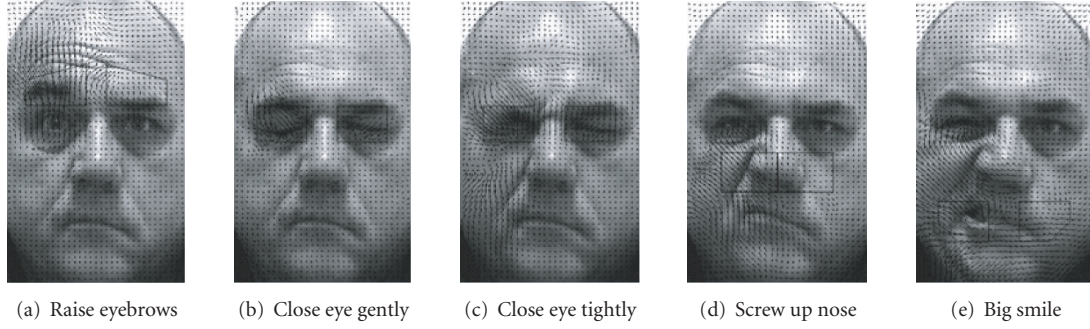 (a) Raise eyebrows
(b) Close eye gently
(c) Close eye tightly
(d) Screw up nose
(e) Big smile